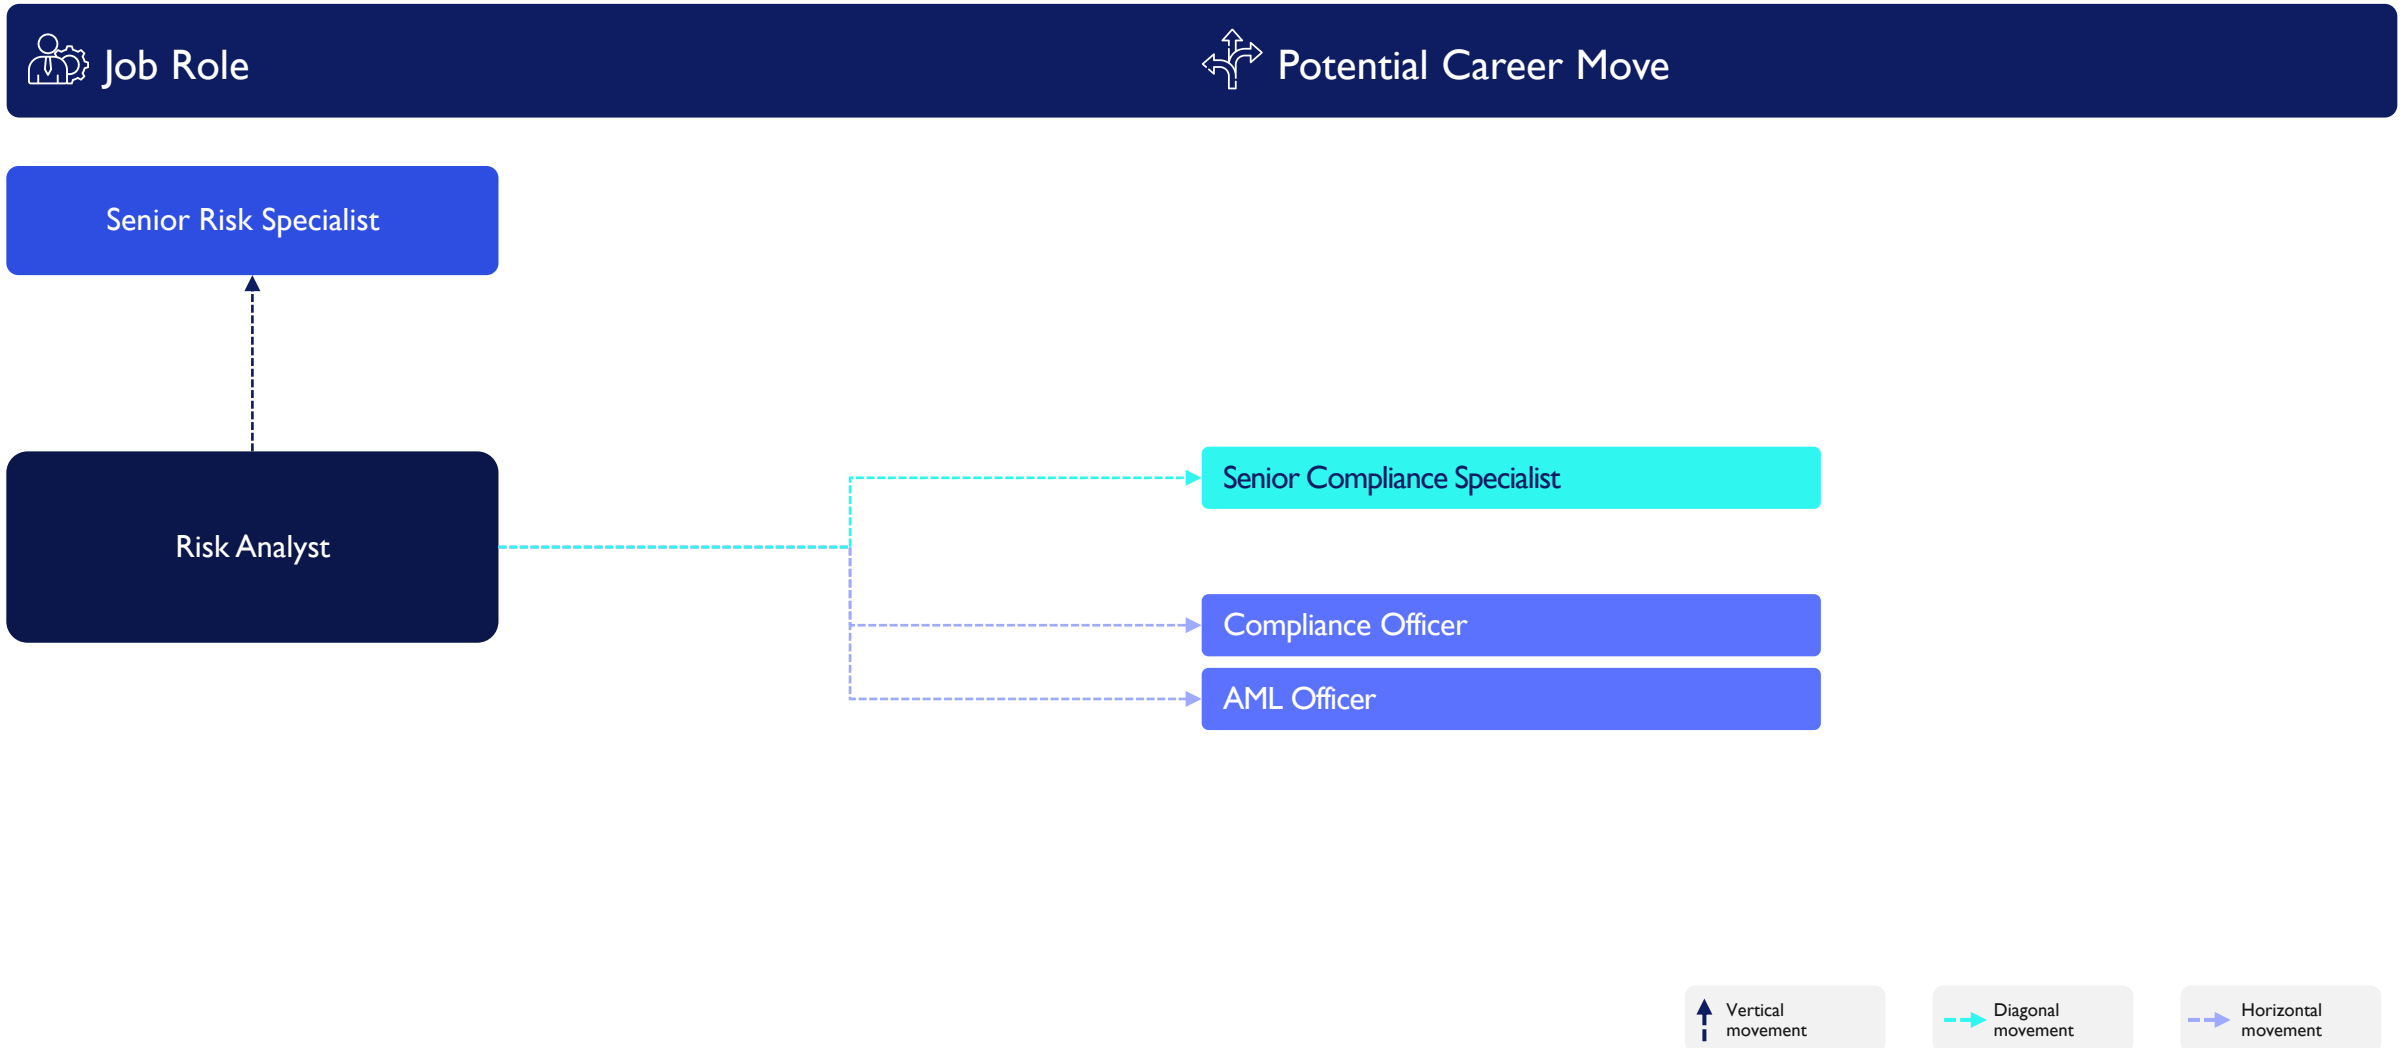 Job Role
Potential Career Move
Senior Risk Specialist
Risk Analyst
Senior Compliance Specialist
Compliance Officer
AML Officer
Vertical
movement
Diagonal
movement
Horizontal
movement